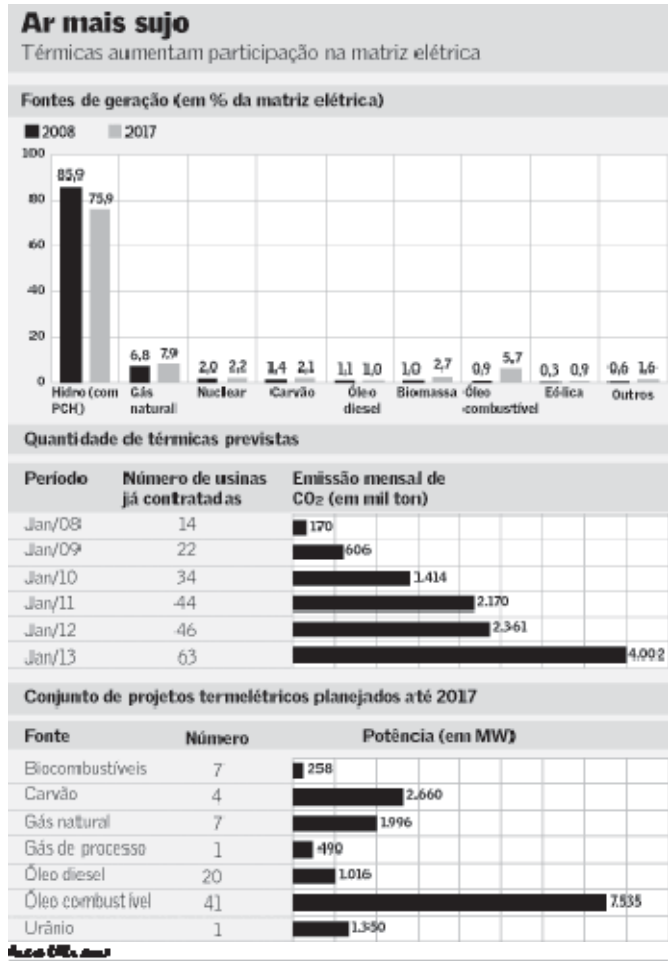 Ar mais sujo
Térmicas aumentam participação na matriz elétrica
Fontes de geração (em % da matriz elétrica)
2008 2017
100
80
60
40
20
0
85,9 75,9
6,8 7,9
2,0 2,2
1,4 2,1
1,1 1,0
1,0 2,7
0,9 5,7
0,3 0,9
0,6 1,6
Hidro (com PCH)
Gás natural
Nuclear
Carvão
Óleo diesel
Biomassa
Óleo combustível
Eólica
Outros
Quantidade de térmicas previstas
Período Número de usinas já contratadas Emissão mensal de CO2 (em mil ton)
Jan/08 14 170
Jan/09 22 606
Jan/10 34 1.414
Jan/11 44 2.170
Jan/12 46 2.361
Jan/13 63 4.002
Conjunto de projetos termelétricos planejados até 2017
Fonte Número Potência (em MW)
Biocombustíveis 7 258
Carvão 4 2.660
Gás natural 7 1.996
Gás de processo 1 490
Óleo diesel 20 1.016
Óleo combustível 41 7.535
Urânio 1 1.350